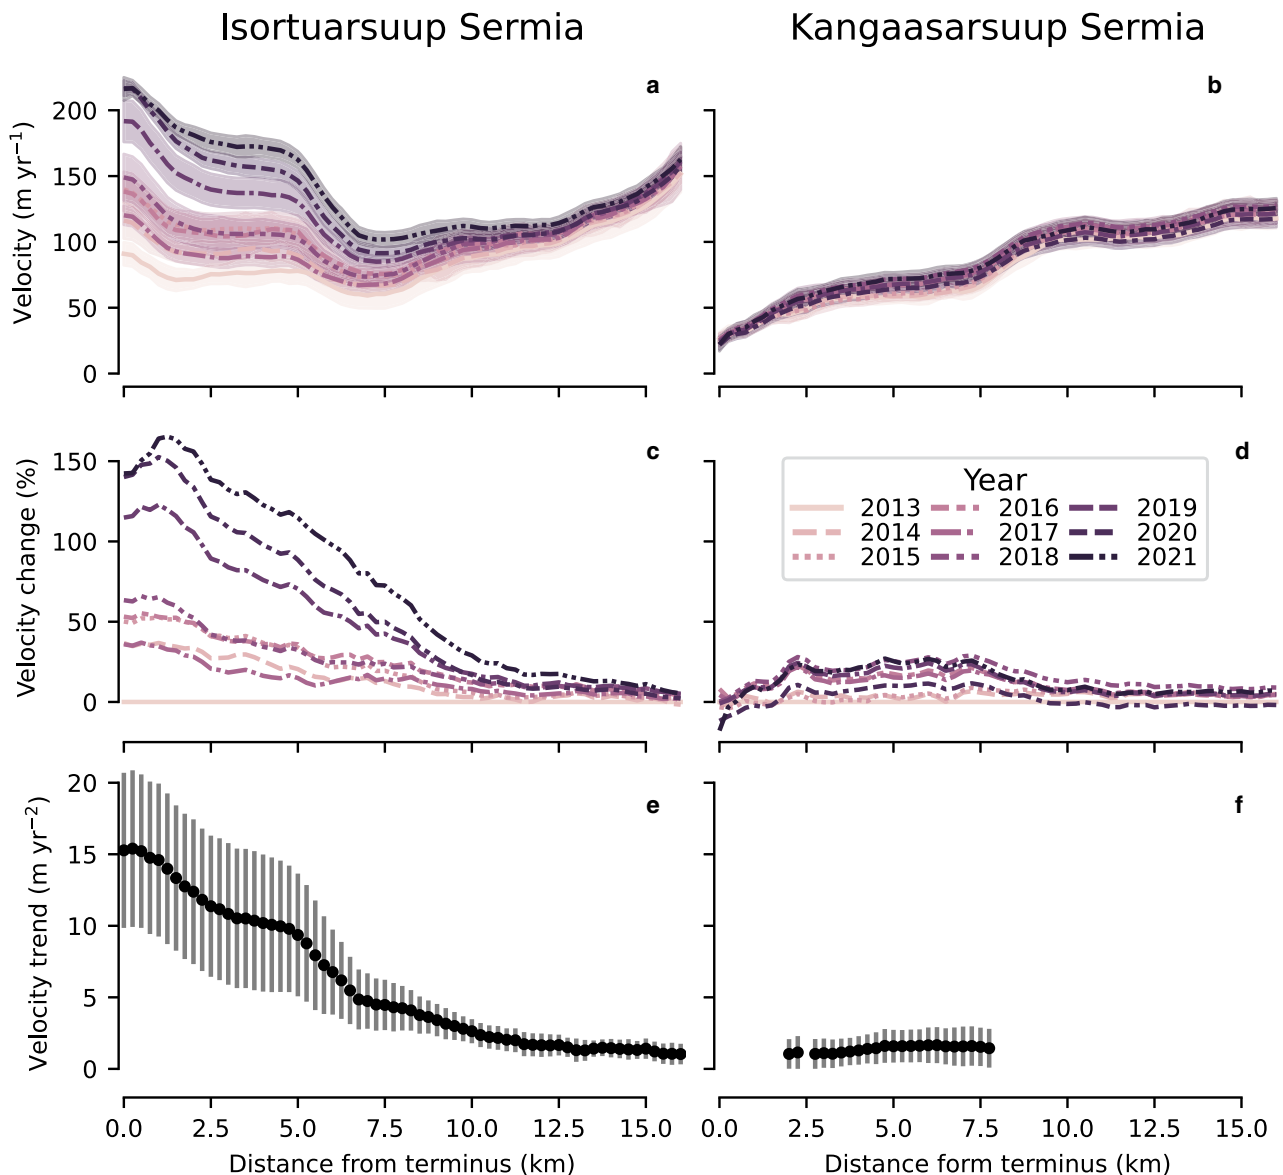 Isortuarsuup Sermia
Kangaasarsuup Sermia
a
b
Velocity (m yr⁻¹)
200
150
100
50
0
c
d
Velocity change (%)
150
100
50
0
Year
2013 2016 2019
2014 2017 2020
2015 2018 2021
e
f
Velocity trend (m yr⁻²)
20
15
10
5
0
0.0 2.5 5.0 7.5 10.0 12.5 15.0
0.0 2.5 5.0 7.5 10.0 12.5 15.0
Distance from terminus (km)
Distance form terminus (km)